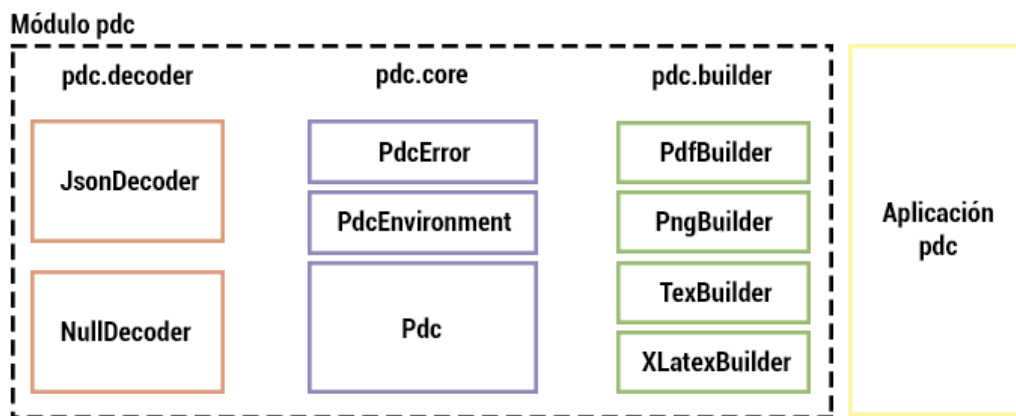 Módulo pdc
pdc.decoder
JsonDecoder
NullDecoder
pdc.core
PdcError
PdcEnvironment
Pdc
pdc.builder
PdfBuilder
PngBuilder
TexBuilder
XLatexBuilder
Aplicación
pdc